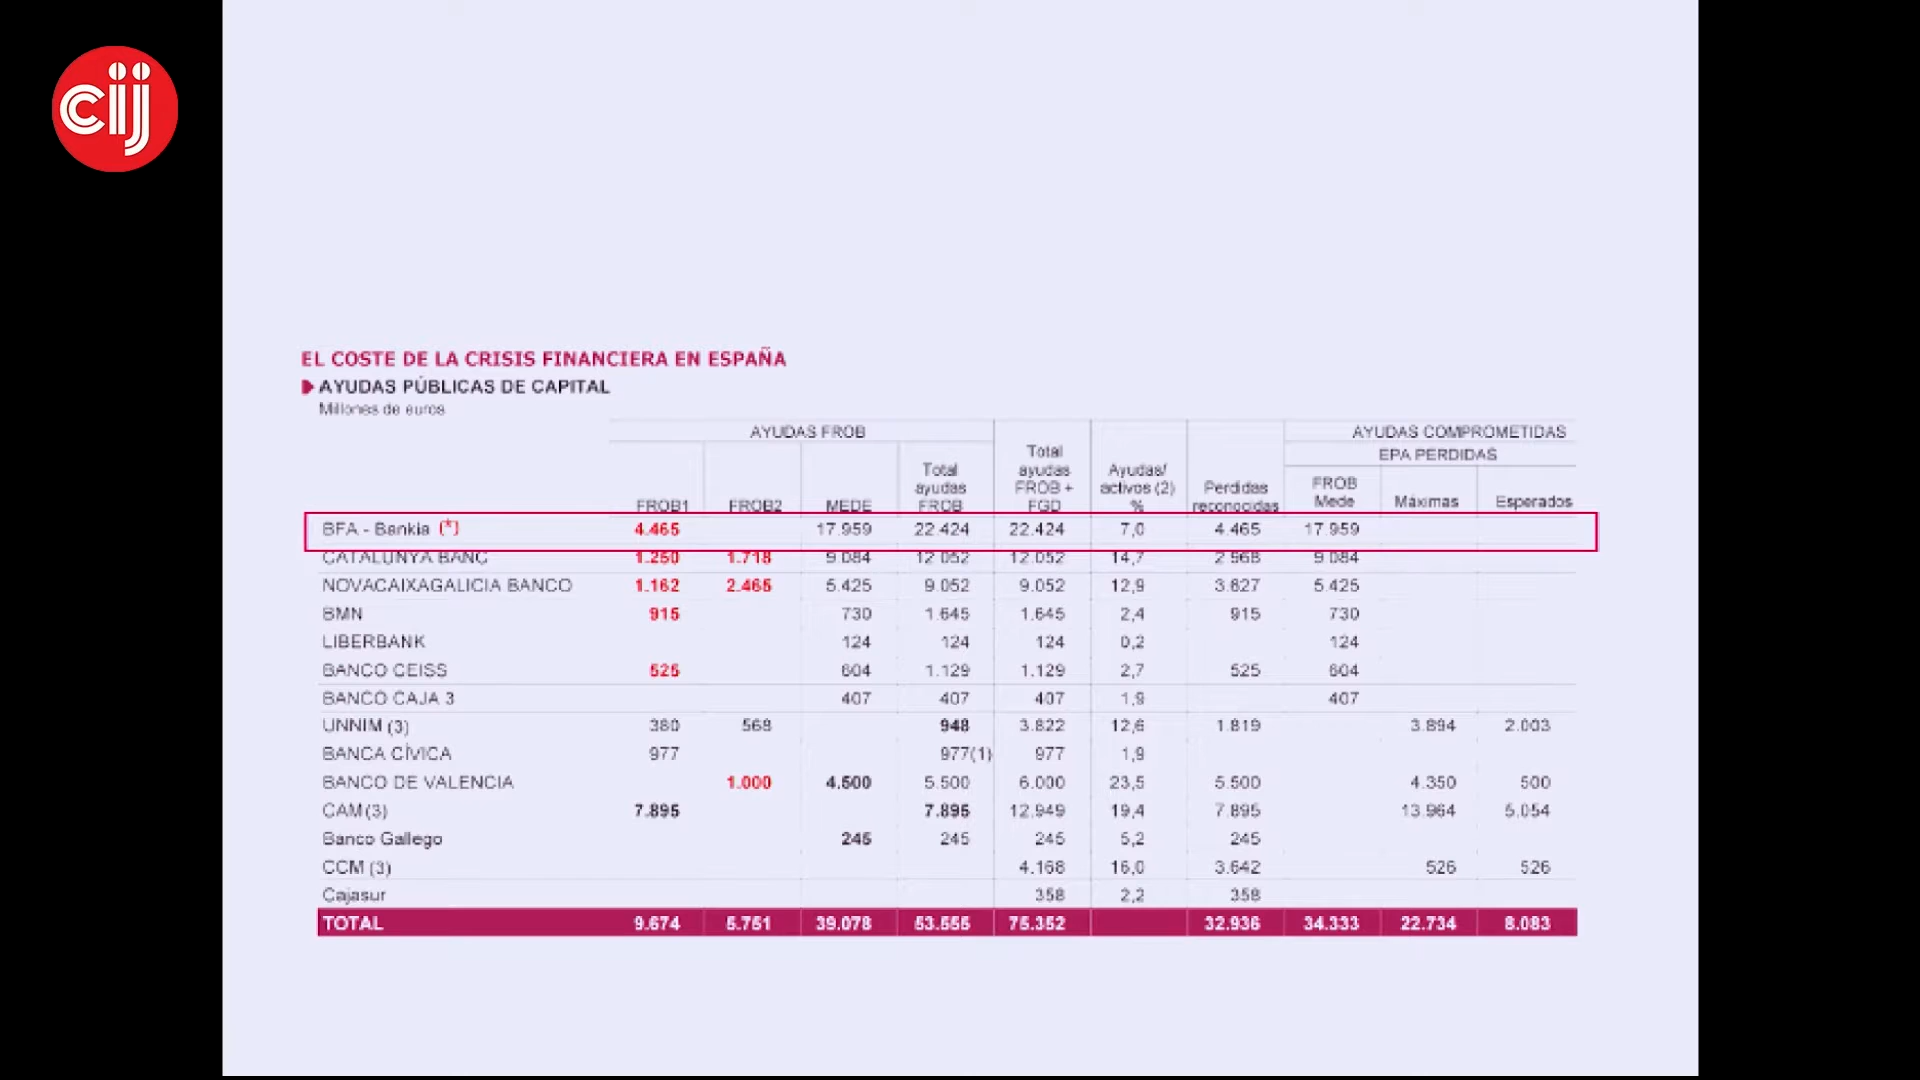 cij
EL COSTE DE LA CRISIS FINANCIERA EN ESPAÑA
AYUDAS PÚBLICAS DE CAPITAL
Millones de euros
AYUDAS FROB AYUDAS COMPROMETIDAS
EPA PERDIDAS
FROB1 FROB2 MEDE Total ayudas FROB Total ayudas FROB + FGD Ayudas/ activos (2) % Perdidas reconocidas FROB Mede Máximas Esperados
BFA - Bankia (*) 4.465 17.959 22.424 22.424 7,0 4.465 17.959
CATALUNYA BANC 1.250 1.718 9.084 12.052 12.052 14,7 2.968 9.084
NOVACAIXAGALICIA BANCO 1.162 2.465 5.425 9.052 9.052 12,9 3.627 5.425
BMN 915 730 1.645 1.645 2,4 915 730
LIBERBANK 124 124 124 0,2 124
BANCO CEISS 525 604 1.129 1.129 2,7 525 604
BANCO CAJA 3 407 407 407 1,9 407
UNNIM (3) 380 568 948 3.822 12,6 1.819 3.894 2.003
BANCA CÍVICA 977 977(1) 977 1,9
BANCO DE VALENCIA 1.000 4.500 5.500 6.000 23,5 5.500 4.350 500
CAM (3) 7.895 7.895 12.949 19,4 7.895 13.964 5.054
Banco Gallego 245 245 245 5,2 245
CCM (3) 4.168 16,0 3.642 526 526
Cajasur 358 2,2 358
TOTAL 9.674 5.751 39.078 53.555 75.352 32.936 34.333 22.734 8.083